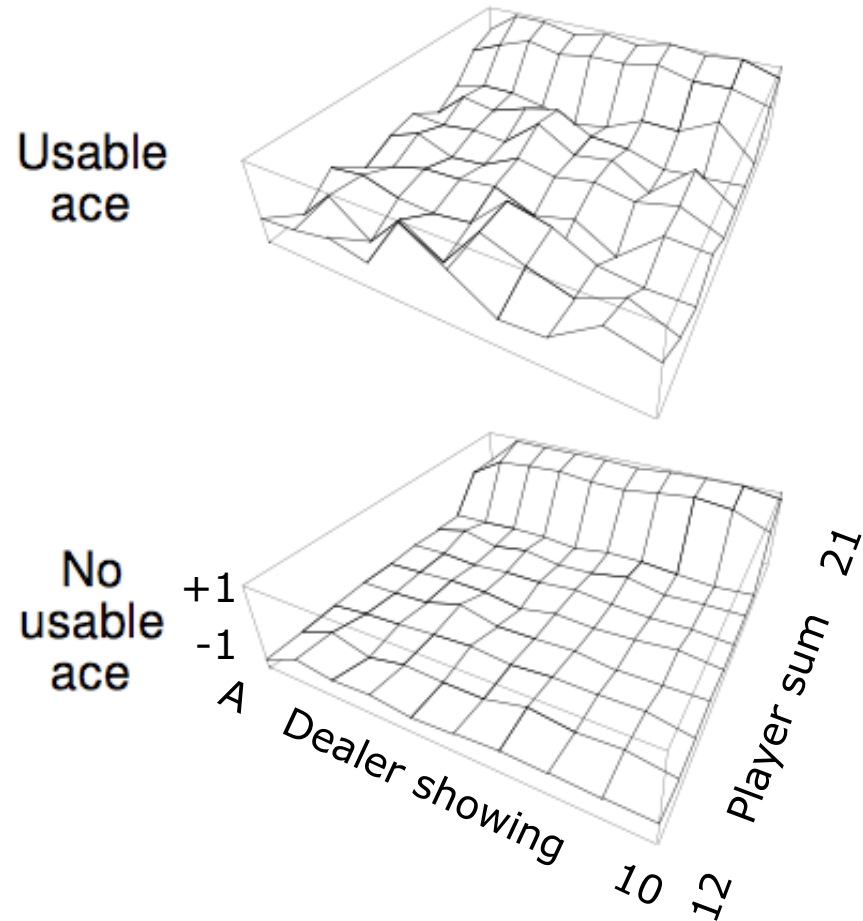 Usable
ace
No
usable
ace
+1
-1
A
Dealer showing
10
12
Player sum
21